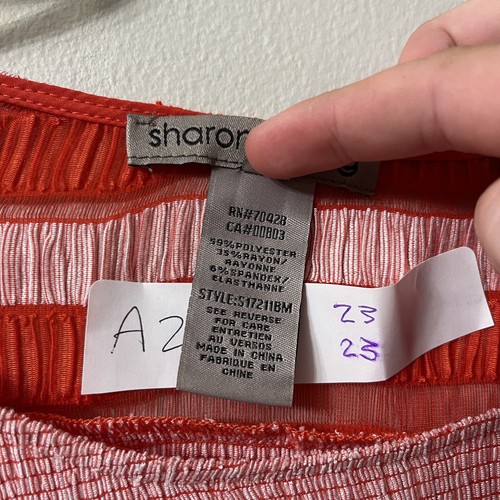 sharon
RN#70428
CA#00803
59%POLYESTER
35%RAYON/
RAYONNE
6%SPANDEX/
ELASTHANNE
STYLE:S17211BM
SEE REVERSE
FOR CARE
ENTRETIEN
AU VERSOS
MADE IN CHINA
FABRIQUE EN
CHINE
A2
23
23